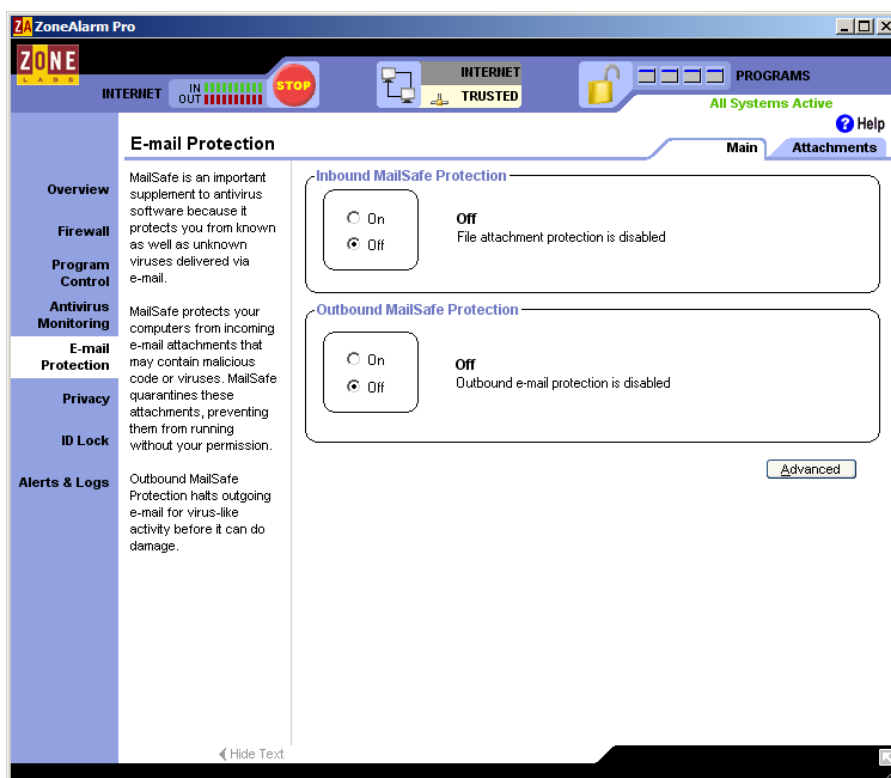 ZA ZoneAlarm Pro
ZONE
LABS
INTERNET
IN
OUT
STOP
INTERNET
TRUSTED
PROGRAMS
All Systems Active
? Help
E-mail Protection
Main
Attachments
Overview
Firewall
Program
Control
Antivirus
Monitoring
E-mail
Protection
Privacy
ID Lock
Alerts & Logs
MailSafe is an important
supplement to antivirus
software because it
protects you from known
as well as unknown
viruses delivered via
e-mail.
MailSafe protects your
computers from incoming
e-mail attachments that
may contain malicious
code or viruses. MailSafe
quarantines these
attachments, preventing
them from running
without your permission.
Outbound MailSafe
Protection halts outgoing
e-mail for virus-like
activity before it can do
damage.
Inbound MailSafe Protection
On
Off
Off
File attachment protection is disabled
Outbound MailSafe Protection
On
Off
Off
Outbound e-mail protection is disabled
Advanced
Hide Text